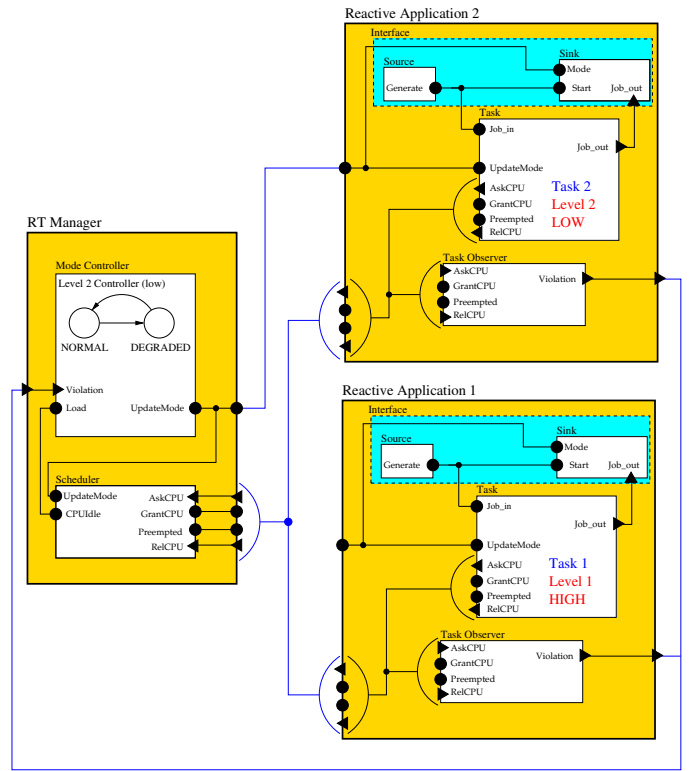 Reactive Application 2
Interface
Source
Sink
Generate
Mode
Start
Job_out
Task
Job_in
Job_out
UpdateMode
AskCPU
GrantCPU
Preempted
RelCPU
Task 2
Level 2
LOW
Task Observer
AskCPU
GrantCPU
Preempted
RelCPU
Violation
RT Manager
Mode Controller
Level 2 Controller (low)
NORMAL
DEGRADED
Violation
Load
UpdateMode
Scheduler
UpdateMode
CPUIdle
AskCPU
GrantCPU
Preempted
RelCPU
Reactive Application 1
Interface
Source
Sink
Generate
Mode
Start
Job_out
Task
Job_in
Job_out
UpdateMode
AskCPU
GrantCPU
Preempted
RelCPU
Task 1
Level 1
HIGH
Task Observer
AskCPU
GrantCPU
Preempted
RelCPU
Violation